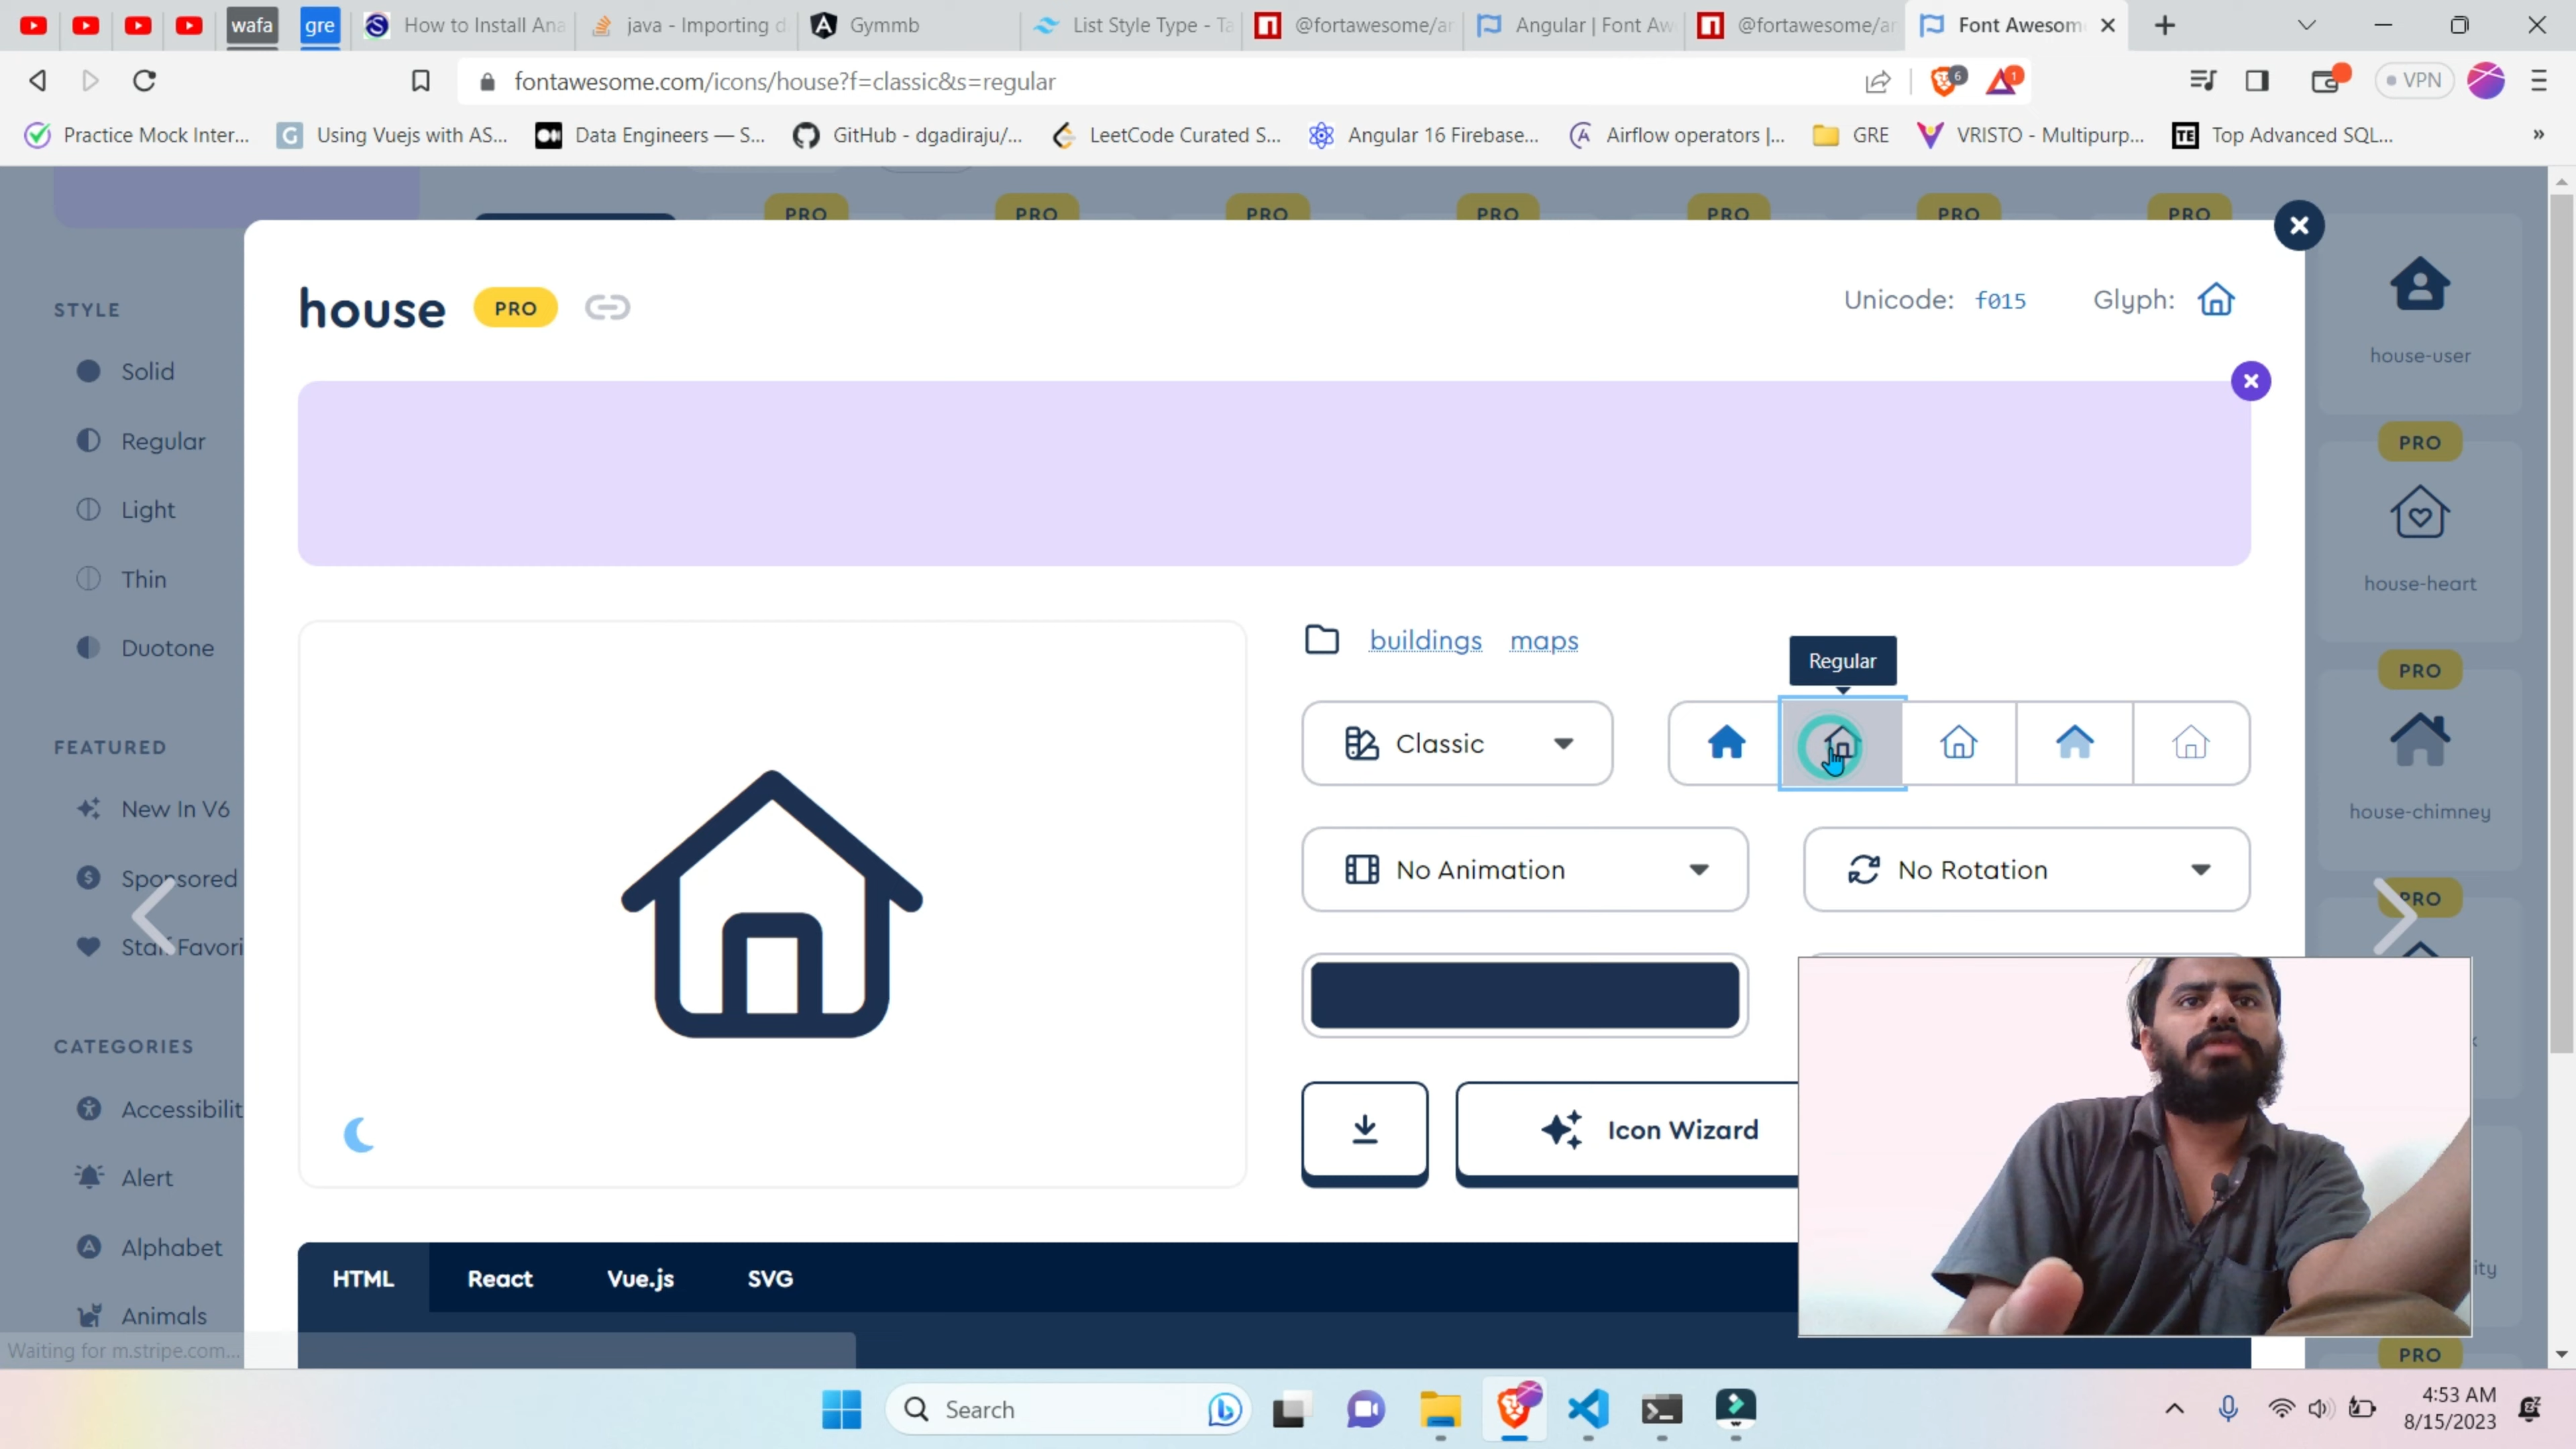 wafa
gre
How to Install Ana
java - Importing d
Gymmb
List Style Type - Ta
@fortawesome/ar
Angular | Font Aw
@fortawesome/ar
Font Awesom
fontawesome.com/icons/house?f=classic&s=regular
6
1
VPN
Practice Mock Inter...
Using Vuejs with AS...
Data Engineers — S...
GitHub - dgadiraju/...
LeetCode Curated S...
Angular 16 Firebase...
Airflow operators |...
GRE
VRISTO - Multipurp...
Top Advanced SQL...
PRO
PRO
PRO
PRO
PRO
PRO
PRO
STYLE
Solid
Regular
Light
Thin
Duotone
FEATURED
New In V6
Sponsored
Staff Favori
CATEGORIES
Accessibilit
Alert
Alphabet
Animals
Waiting for m.stripe.com...
house
PRO
Unicode: f015
Glyph:
buildings maps
Regular
Classic
No Animation
No Rotation
Icon Wizard
HTML
React
Vue.js
SVG
house-user
PRO
house-heart
PRO
house-chimney
PRO
ity
PRO
Search
4:53 AM
8/15/2023